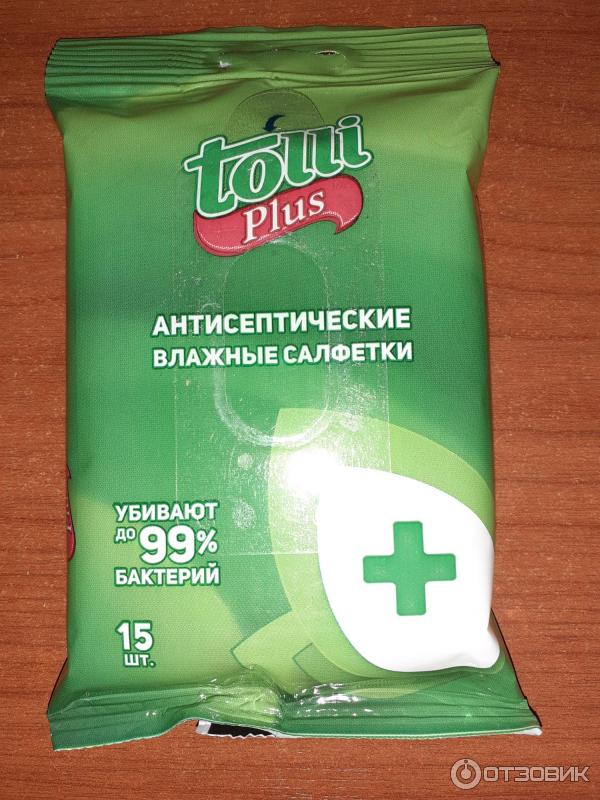 tolli
Plus
АНТИСЕПТИЧЕСКИЕ
ВЛАЖНЫЕ САЛФЕТКИ
УБИВАЮТ
ДО 99%
БАКТЕРИЙ
15
ШТ.
ОТЗОВИК